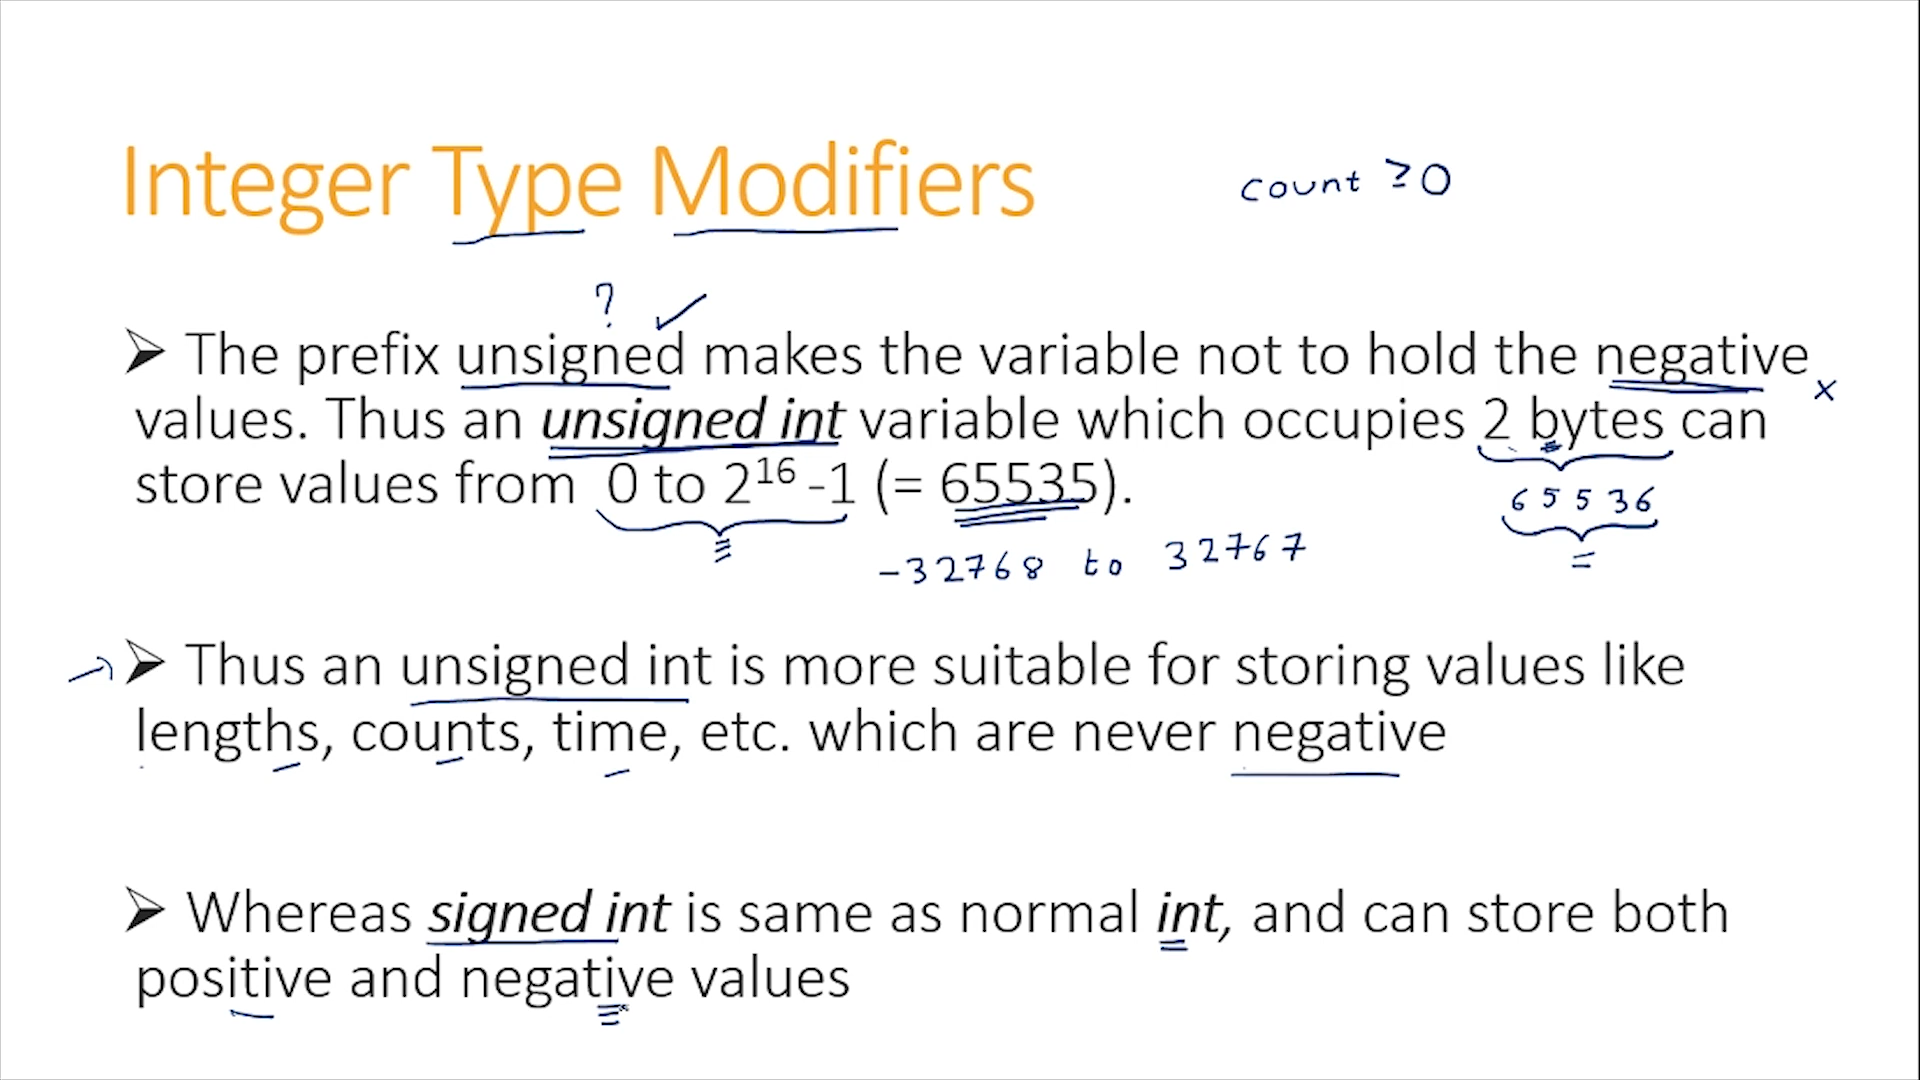 Integer Type Modifiers
count ≥0
? ✓
➢ The prefix unsigned makes the variable not to hold the negative x
values. Thus an unsigned int variable which occupies 2 bytes can
store values from 0 to 2¹⁶ -1 (= 65535).
65536
-32768 to 32767
➢ Thus an unsigned int is more suitable for storing values like
lengths, counts, time, etc. which are never negative
➢ Whereas signed int is same as normal int, and can store both
positive and negative values